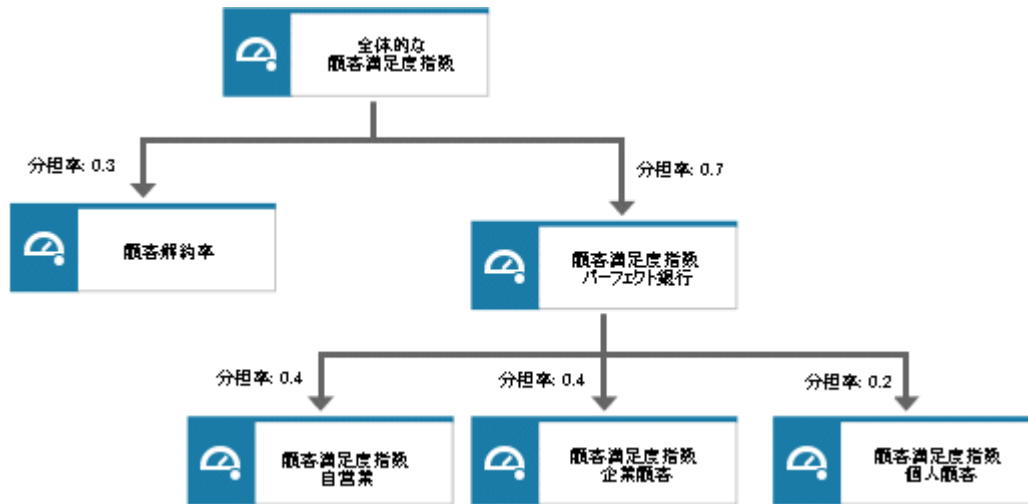 全体的な
顧客満足度指数
分担率: 0.3
分担率: 0.7
顧客解約率
顧客満足度指数
パーフェクト銀行
分担率: 0.4
分担率: 0.4
分担率: 0.2
顧客満足度指数
自営業
顧客満足度指数
企業顧客
顧客満足度指数
個人顧客